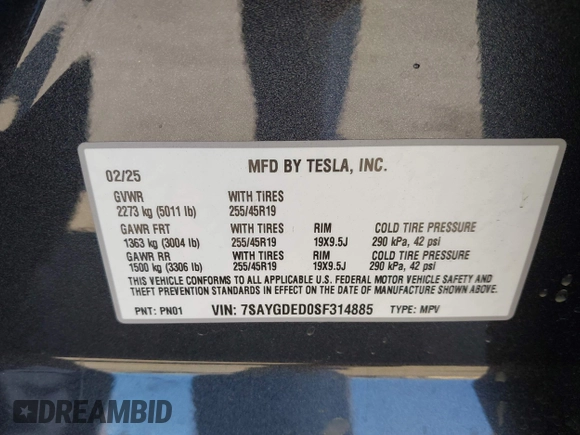 02/25 MFD BY TESLA, INC.
GVWR WITH TIRES
2273 kg (5011 lb) 255/45R19
GAWR FRT WITH TIRES RIM COLD TIRE PRESSURE
1363 kg (3004 lb) 255/45R19 19X9.5J 290 kPa, 42 psi
GAWR RR WITH TIRES RIM COLD TIRE PRESSURE
1500 kg (3306 lb) 255/45R19 19X9.5J 290 kPa, 42 psi
THIS VEHICLE CONFORMS TO ALL APPLICABLE U.S. FEDERAL MOTOR VEHICLE SAFETY AND
THEFT PREVENTION STANDARDS IN EFFECT ON THE DATE OF MANUFACTURE SHOWN ABOVE.
PNT: PN01 VIN: 7SAYGDED0SF314885 TYPE: MPV
DREAMBID